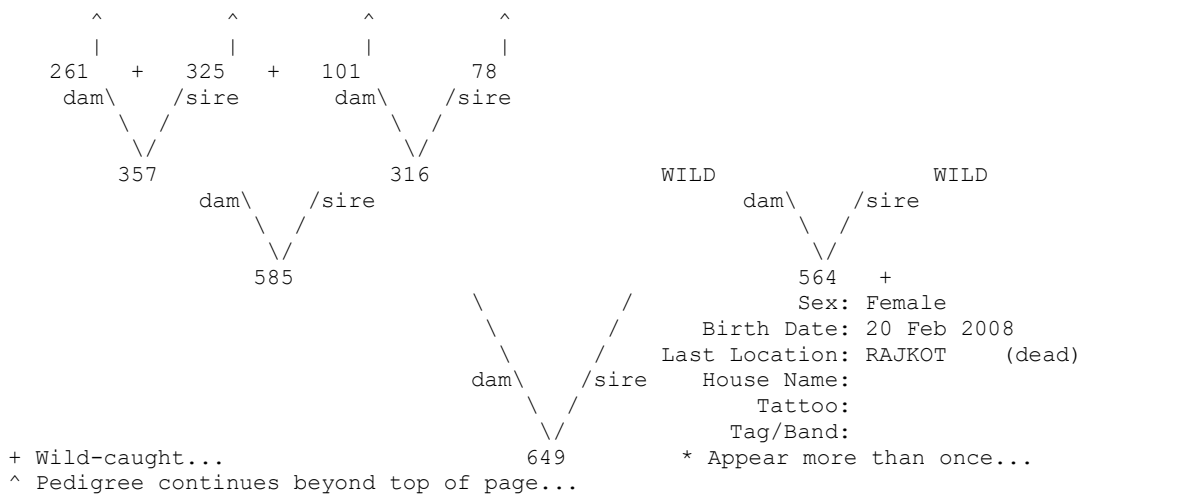 ^ ^ ^ ^
| | | |
261 + 325 + 101 78
dam\ /sire dam\ /sire
\ / \ /
\/ \/
357 316 WILD WILD
dam\ /sire dam\ /sire
\ / \ /
\/ \/
585 564 +
\ / Sex: Female
\ / Birth Date: 20 Feb 2008
\ / Last Location: RAJKOT (dead)
dam\ /sire House Name:
\ / Tattoo:
\/ Tag/Band:
+ Wild-caught... 649 * Appear more than once...
^ Pedigree continues beyond top of page...